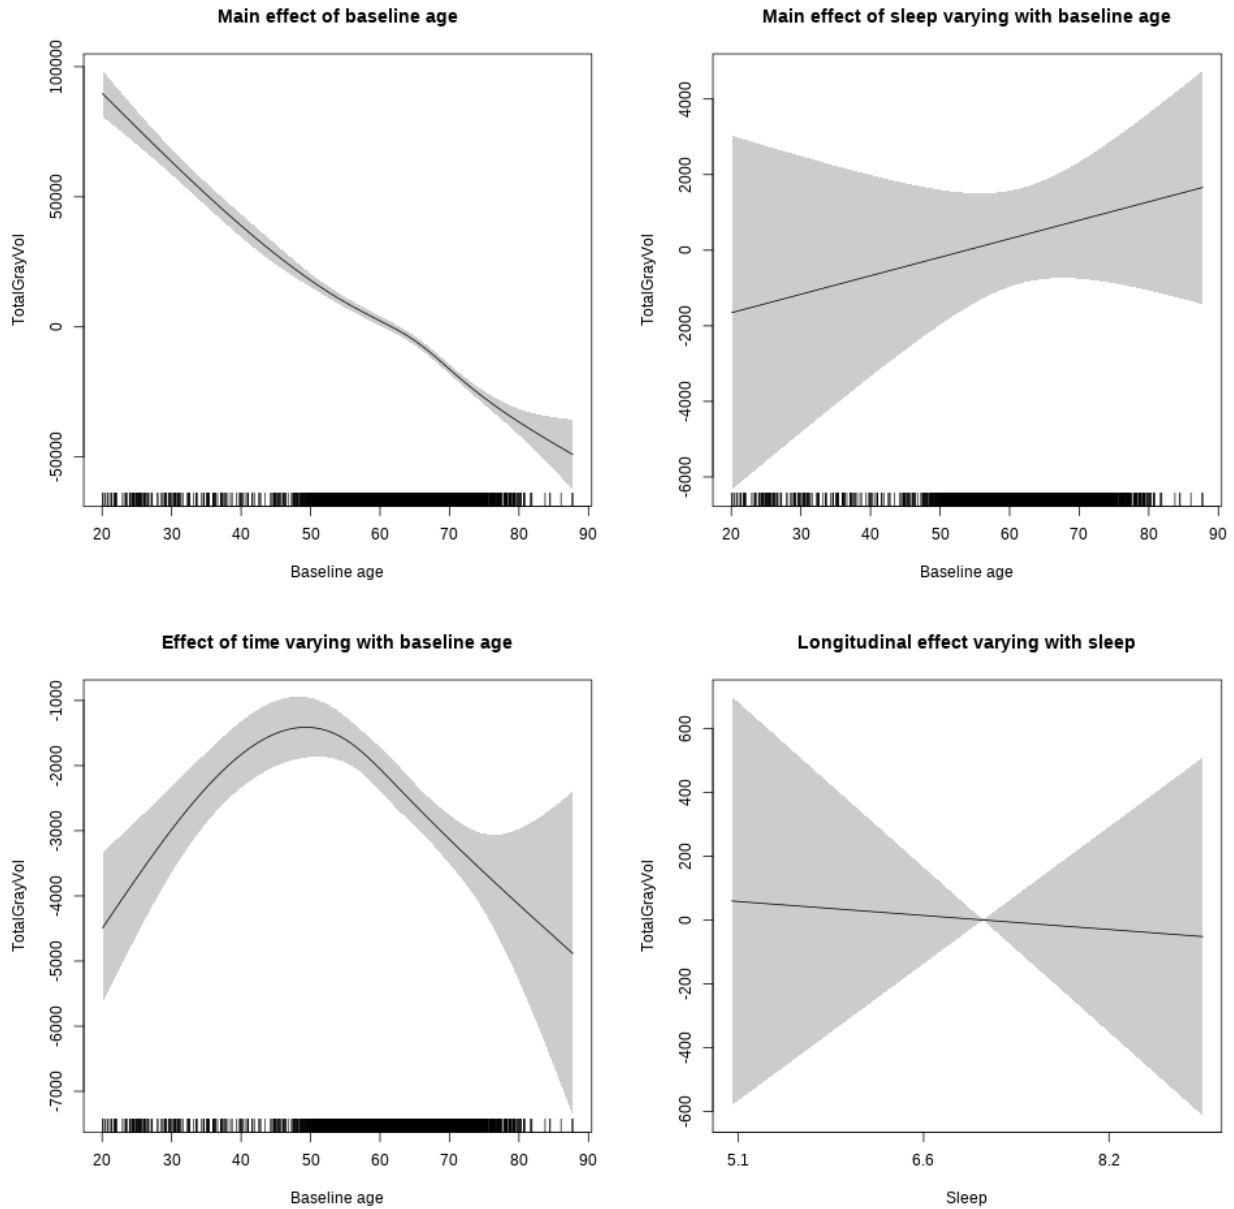 Main effect of baseline age
TotalGrayVol
100000
50000
0
-50000
20 30 40 50 60 70 80 90
Baseline age
Main effect of sleep varying with baseline age
TotalGrayVol
4000
2000
0
-2000
-4000
-6000
20 30 40 50 60 70 80 90
Baseline age
Effect of time varying with baseline age
TotalGrayVol
-1000
-2000
-3000
-4000
-5000
-7000
20 30 40 50 60 70 80 90
Baseline age
Longitudinal effect varying with sleep
TotalGrayVol
600
400
200
0
-200
-400
-600
5.1 6.6 8.2
Sleep